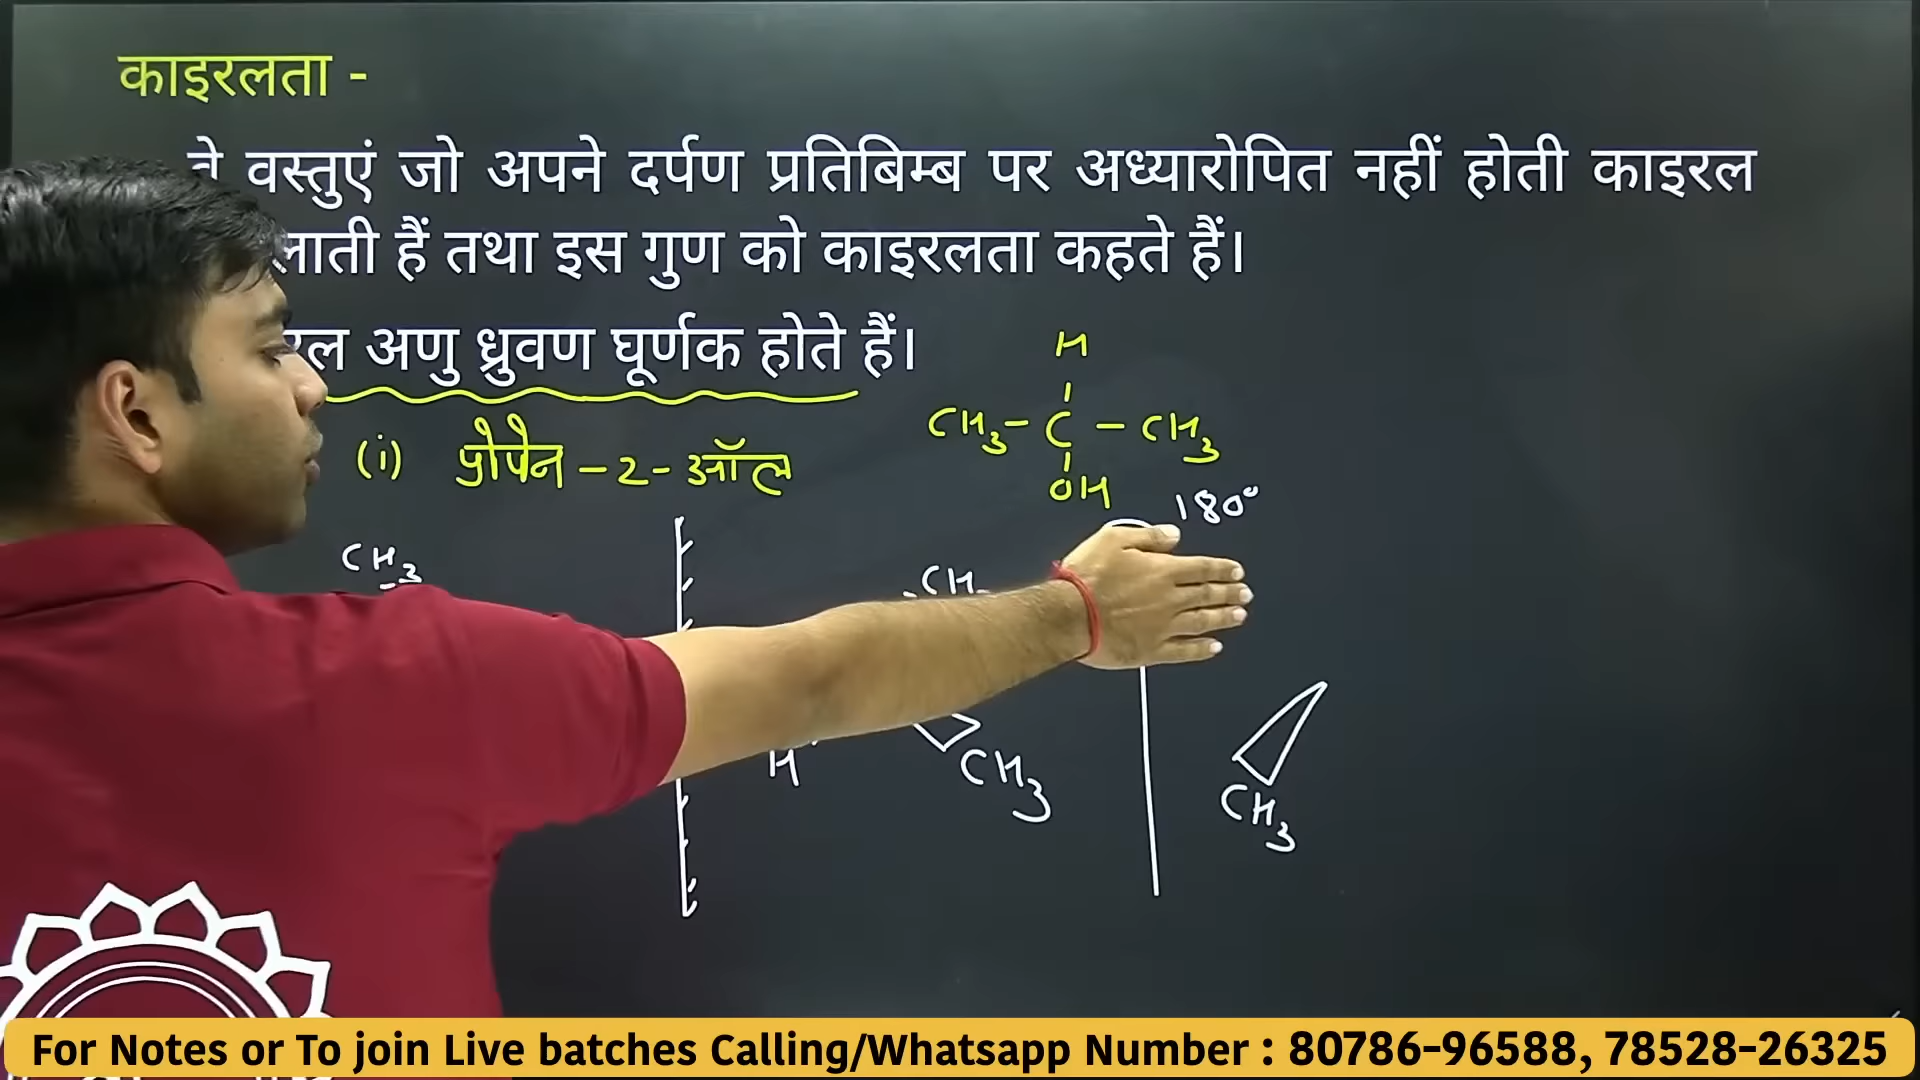 काइरलता -
वस्तुएं जो अपने दर्पण प्रतिबिम्ब पर अध्यारोपित नहीं होती काइरल
लाती हैं तथा इस गुण को काइरलता कहते हैं।
रल अणु ध्रुवण घूर्णक होते हैं।
H
CH3 - C - CH3
OH
(i) प्रोपेन - 2 - ऑल
180°
CH3
CH
H
CH3
CH3
For Notes or To join Live batches Calling/Whatsapp Number : 80786-96588, 78528-26325